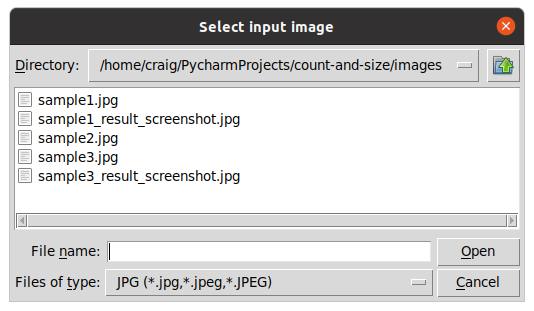 Select input image
Directory: /home/craig/PycharmProjects/count-and-size/images
sample1.jpg
sample1_result_screenshot.jpg
sample2.jpg
sample3.jpg
sample3_result_screenshot.jpg
File name: Open
Files of type: JPG (*.jpg,*.jpeg,*.JPEG) Cancel